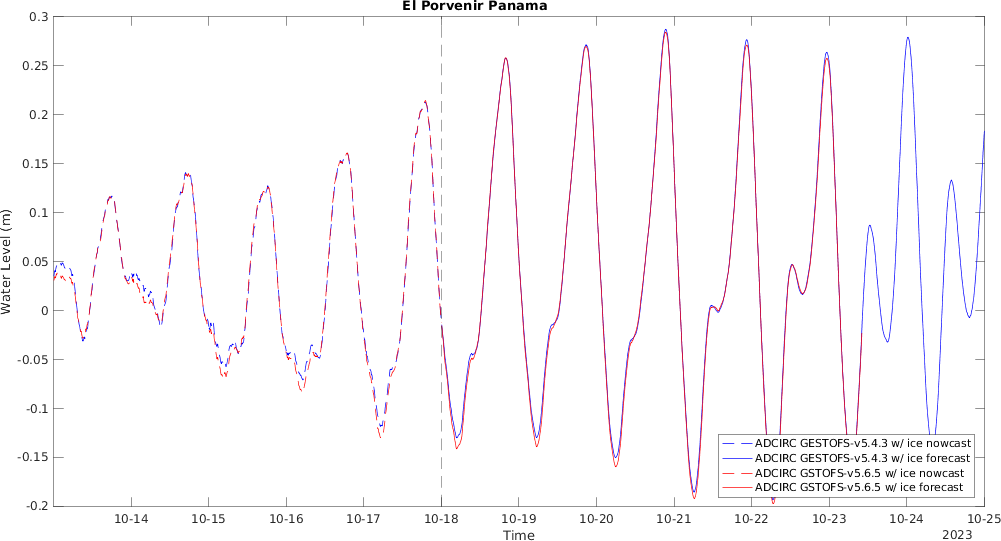 El Porvenir Panama
0.3
0.25
0.2
0.15
0.1
0.05
0
-0.05
-0.1
-0.15
-0.2
Water Level (m)
ADCIRC GESTOFS-v5.4.3 w/ ice nowcast
ADCIRC GESTOFS-v5.4.3 w/ ice forecast
ADCIRC GSTOFS-v5.6.5 w/ ice nowcast
ADCIRC GSTOFS-v5.6.5 w/ ice forecast
10-14 10-15 10-16 10-17 10-18 10-19 10-20 10-21 10-22 10-23 10-24 10-25
Time
2023